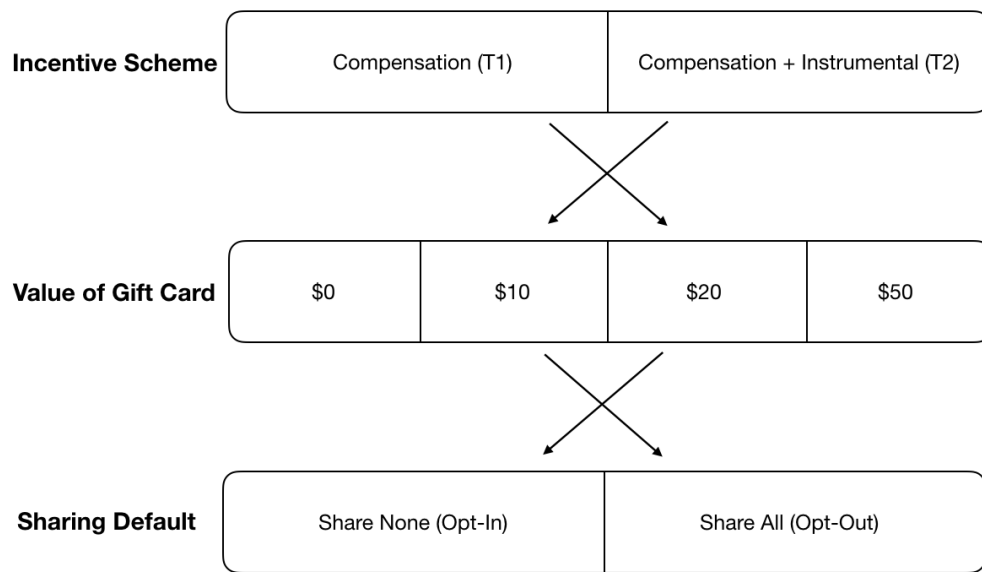 Incentive Scheme
Compensation (T1)
Compensation + Instrumental (T2)
Value of Gift Card
$0
$10
$20
$50
Sharing Default
Share None (Opt-In)
Share All (Opt-Out)